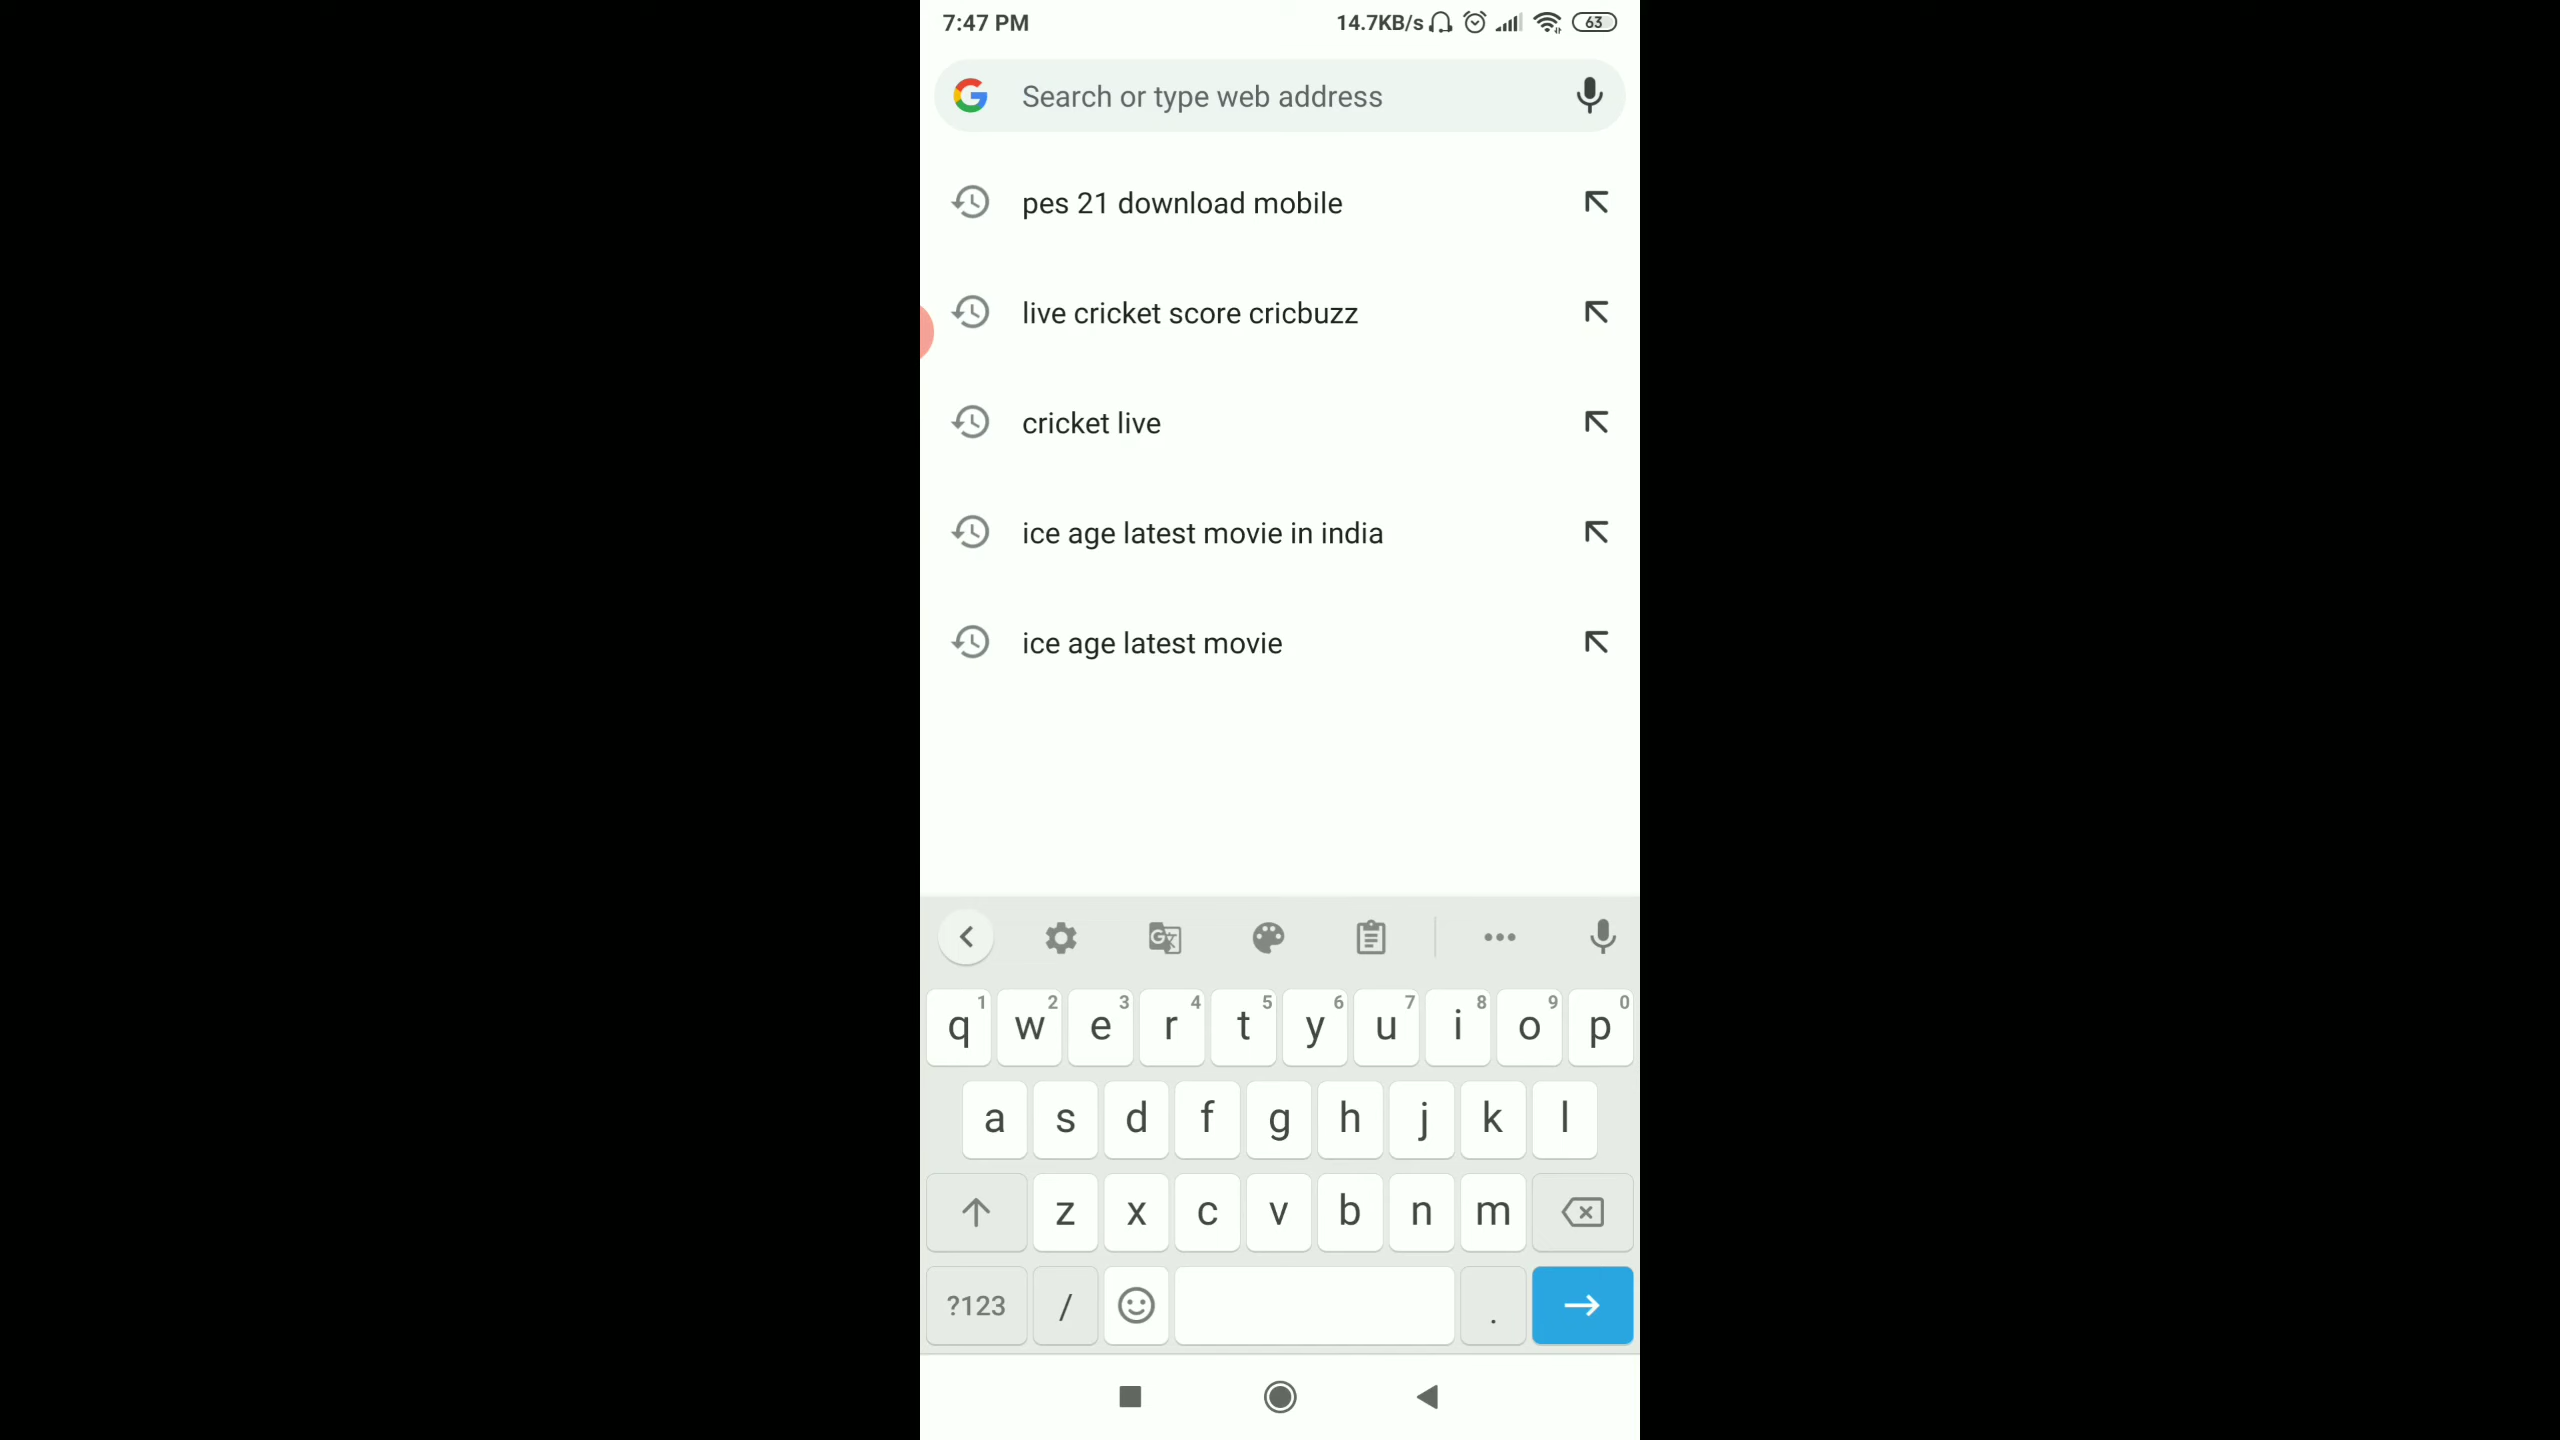 7:47 PM 14.7KB/s 63
Search or type web address
pes 21 download mobile
live cricket score cricbuzz
cricket live
ice age latest movie in india
ice age latest movie
1 2 3 4 5 6 7 8 9 0
q w e r t y u i o p
a s d f g h j k l
z x c v b n m
?123 / .